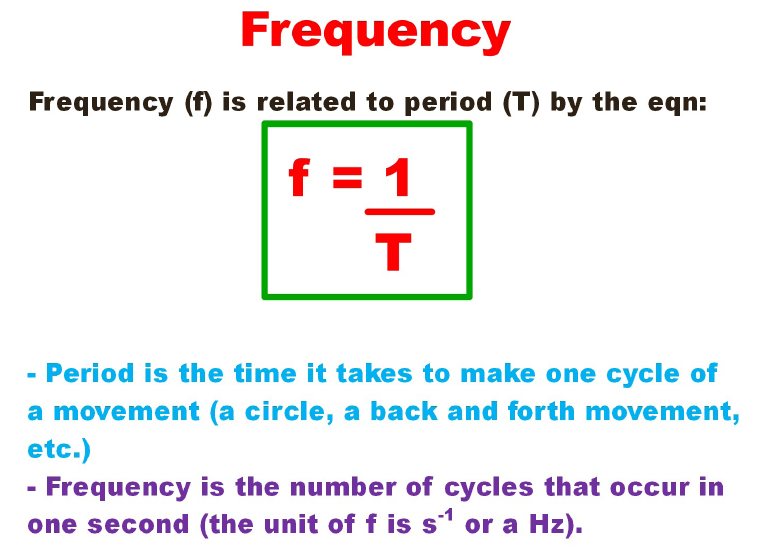 Frequency
Frequency (f) is related to period (T) by the eqn:
f = 1
T
- Period is the time it takes to make one cycle of
a movement (a circle, a back and forth movement,
etc.)
- Frequency is the number of cycles that occur in
one second (the unit of f is s⁻¹ or a Hz).